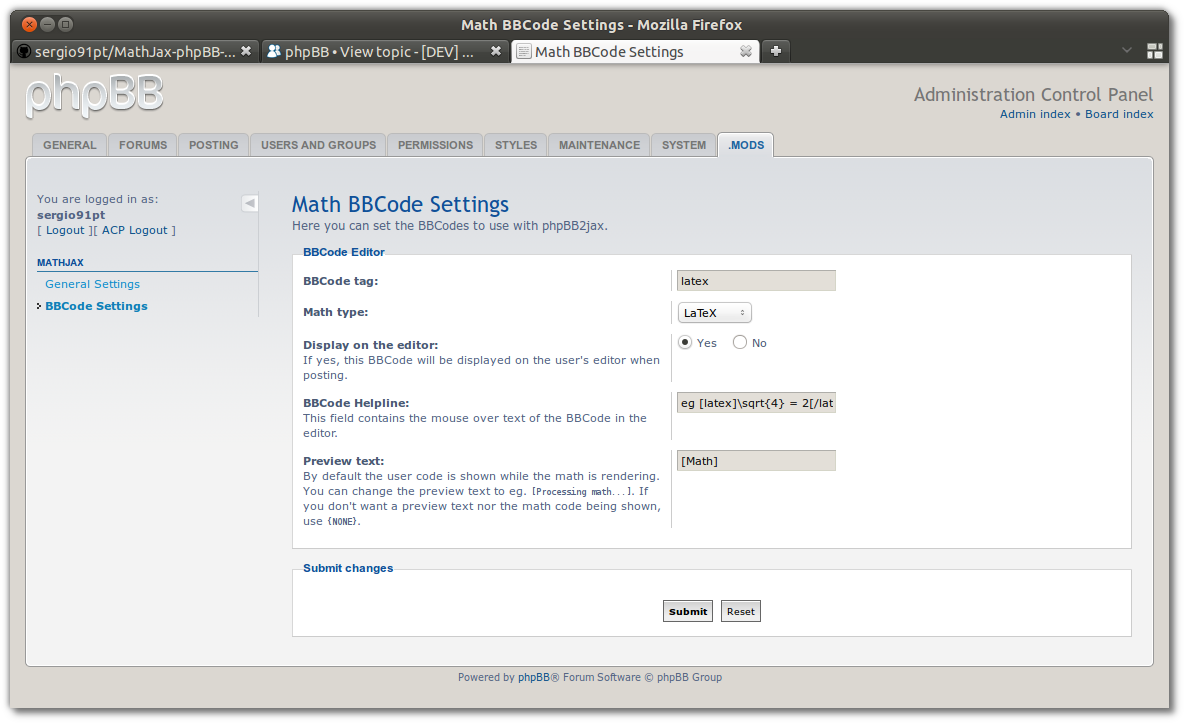 Math BBCode Settings - Mozilla Firefox
sergio91pt/MathJax-phpBB-...
phpBB • View topic - [DEV] ...
Math BBCode Settings
phpBB
Administration Control Panel
Admin index • Board index
GENERAL FORUMS POSTING USERS AND GROUPS PERMISSIONS STYLES MAINTENANCE SYSTEM .MODS
You are logged in as:
sergio91pt
[ Logout ][ ACP Logout ]
MATHJAX
General Settings
BBCode Settings
Math BBCode Settings
Here you can set the BBCodes to use with phpBB2jax.
BBCode Editor
BBCode tag:
latex
Math type:
LaTeX
Display on the editor:
If yes, this BBCode will be displayed on the user's editor when
posting.
Yes No
BBCode Helpline:
This field contains the mouse over text of the BBCode in the
editor.
eg [latex]\sqrt{4} = 2[/lat
Preview text:
By default the user code is shown while the math is rendering.
You can change the preview text to eg. [Processing math...]. If
you don't want a preview text nor the math code being shown,
use {NONE}.
[Math]
Submit changes
Submit Reset
Powered by phpBB® Forum Software © phpBB Group